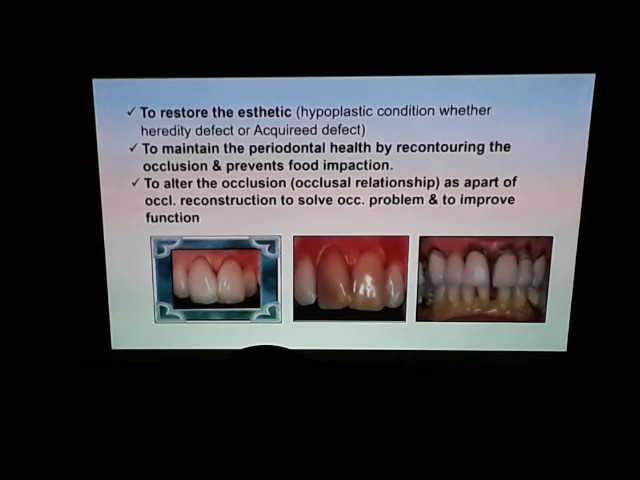 ✓ To restore the esthetic (hypoplastic condition whether
heredity defect or Acquireed defect)
✓ To maintain the periodontal health by recontouring the
occlusion & prevents food impaction.
✓ To alter the occlusion (occlusal relationship) as apart of
occl. reconstruction to solve occ. problem & to improve
function